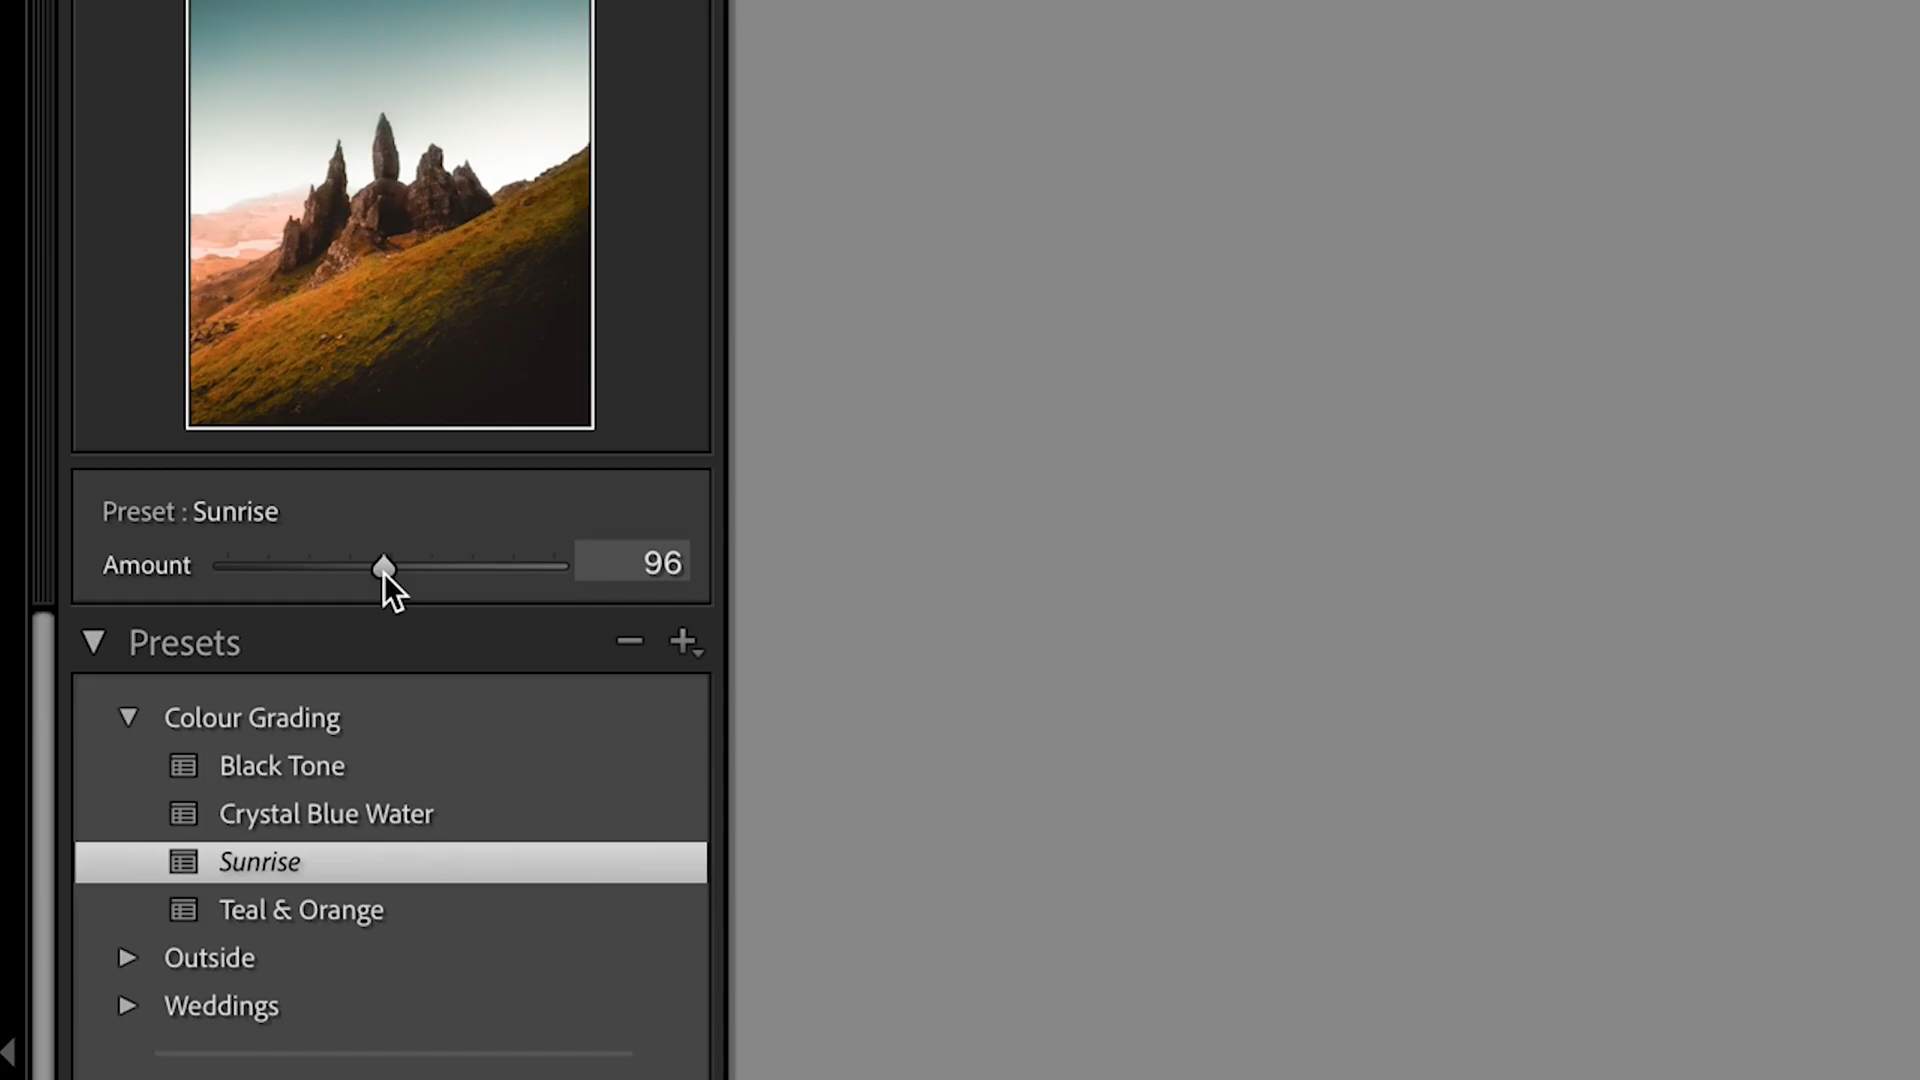 Preset : Sunrise
Amount 96
Presets
Colour Grading
Black Tone
Crystal Blue Water
Sunrise
Teal & Orange
Outside
Weddings